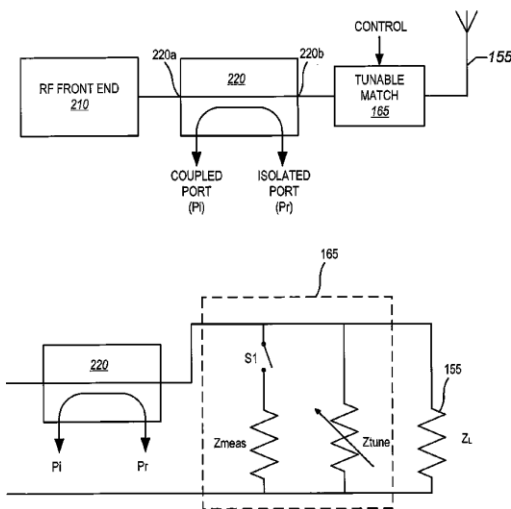 CONTROL
220a
220b
155
RF FRONT END
210
220
TUNABLE
MATCH
165
COUPLED
PORT
(Pi)
ISOLATED
PORT
(Pr)
165
220
S1
155
Zmeas
Ztune
ZL
Pi
Pr